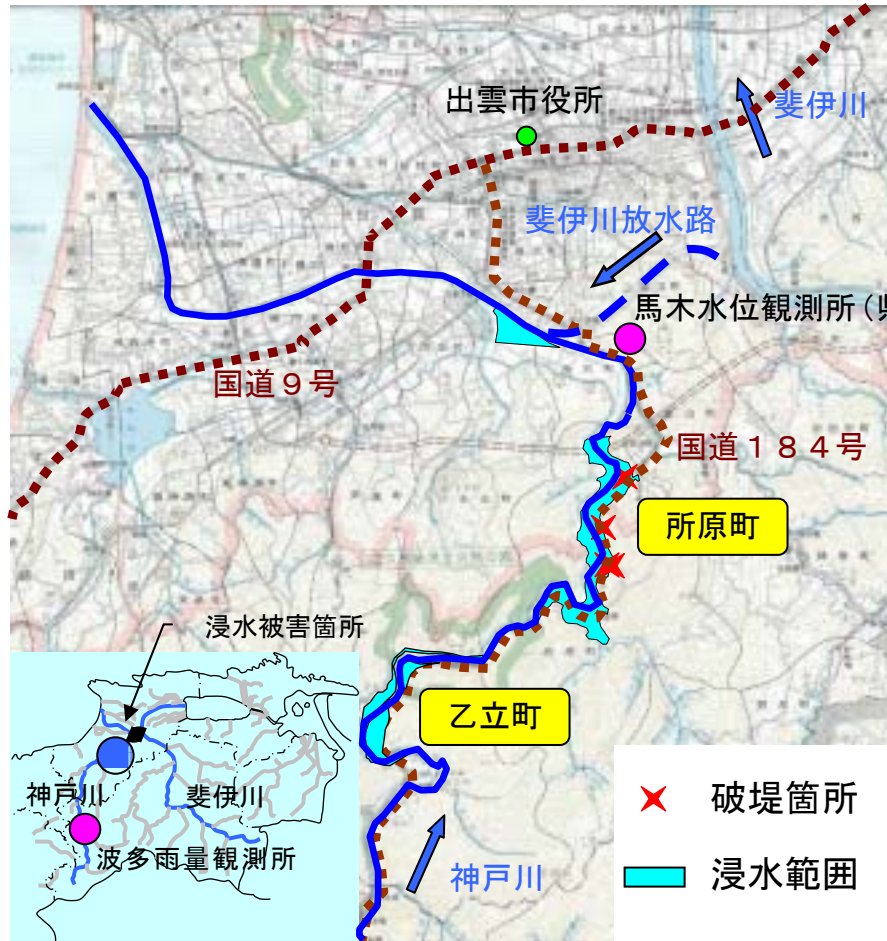 出雲市役所
斐伊川
斐伊川放水路
馬木水位観測所（県
国道９号
国道１８４号
所原町
浸水被害箇所
乙立町
神戸川
斐伊川
波多雨量観測所
神戸川
破堤箇所
浸水範囲